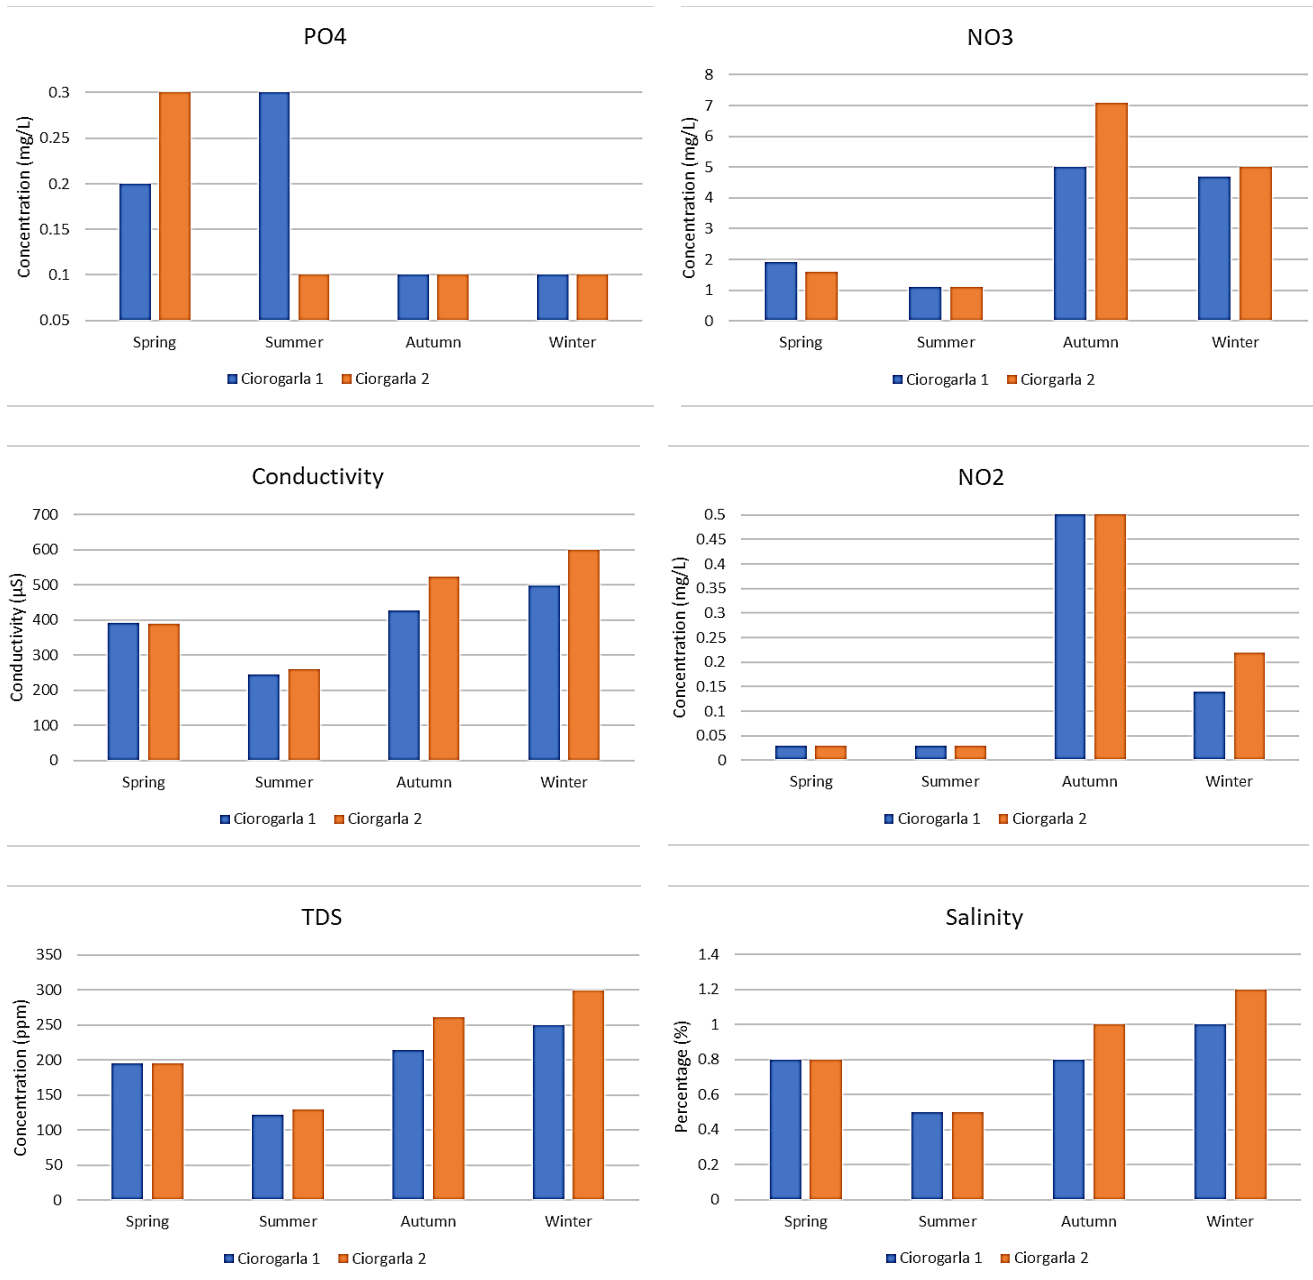 PO4
Concentration (mg/L)
0.3
0.25
0.2
0.15
0.1
0.05
Spring Summer Autumn Winter
Ciorogarla 1 Ciorgarla 2
NO3
Concentration (mg/L)
8
7
6
5
4
3
2
1
0
Spring Summer Autumn Winter
Ciorogarla 1 Ciorgarla 2
Conductivity
Conductivity (µS)
700
600
500
400
300
200
100
0
Spring Summer Autumn Winter
Ciorogarla 1 Ciorgarla 2
NO2
Concentration (mg/L)
0.5
0.45
0.4
0.35
0.3
0.25
0.2
0.15
0.1
0.05
0
Spring Summer Autumn Winter
Ciorogarla 1 Ciorgarla 2
TDS
Concentration (ppm)
350
300
250
200
150
100
50
0
Spring Summer Autumn Winter
Ciorogarla 1 Ciorgarla 2
Salinity
Percentage (%)
1.4
1.2
1
0.8
0.6
0.4
0.2
0
Spring Summer Autumn Winter
Ciorogarla 1 Ciorgarla 2